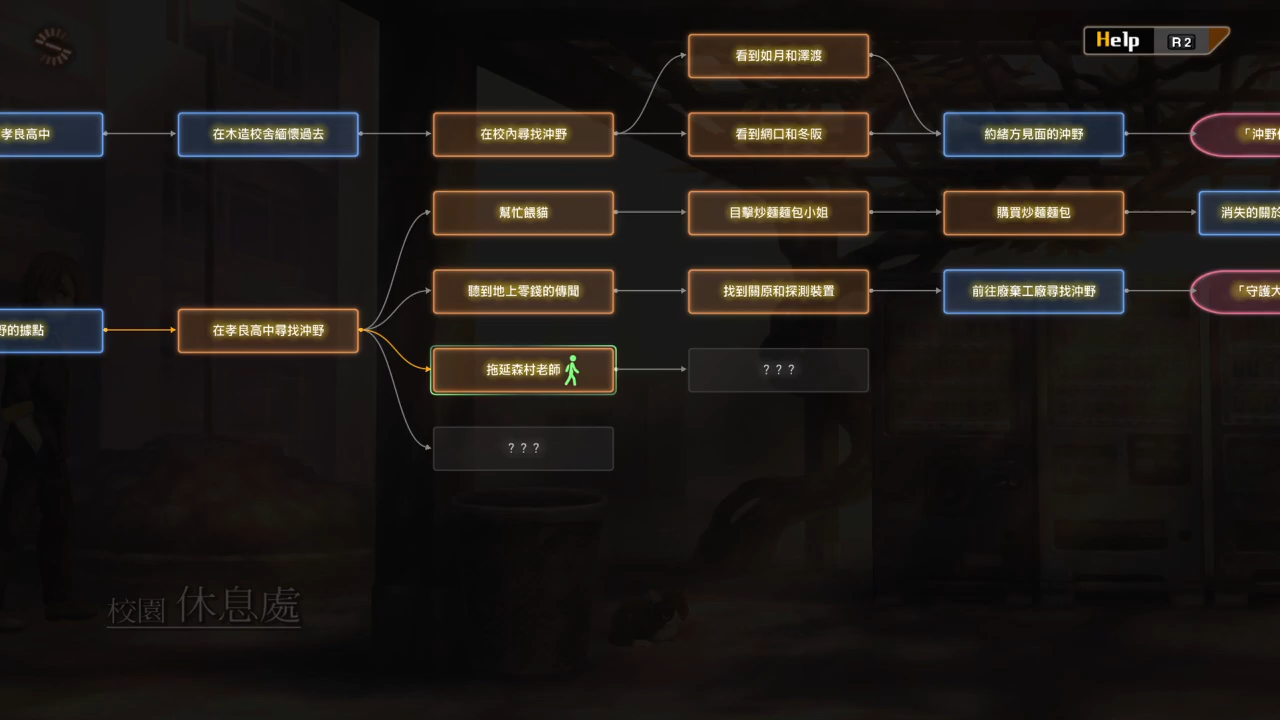 Help R2
看到如月和澤渡
孝良高中
在木造校舍緬懷過去
在校內尋找沖野
看到網口和冬阪
約緒方見面的沖野
「沖野
幫忙餵貓
目擊炒麵麵包小姐
購買炒麵麵包
消失的關於
聽到地上零錢的傳聞
找到關原和探測裝置
前往廢棄工廠尋找沖野
「守護大
野的據點
在孝良高中尋找沖野
拖延森村老師
？？？
？？？
校園 休息處